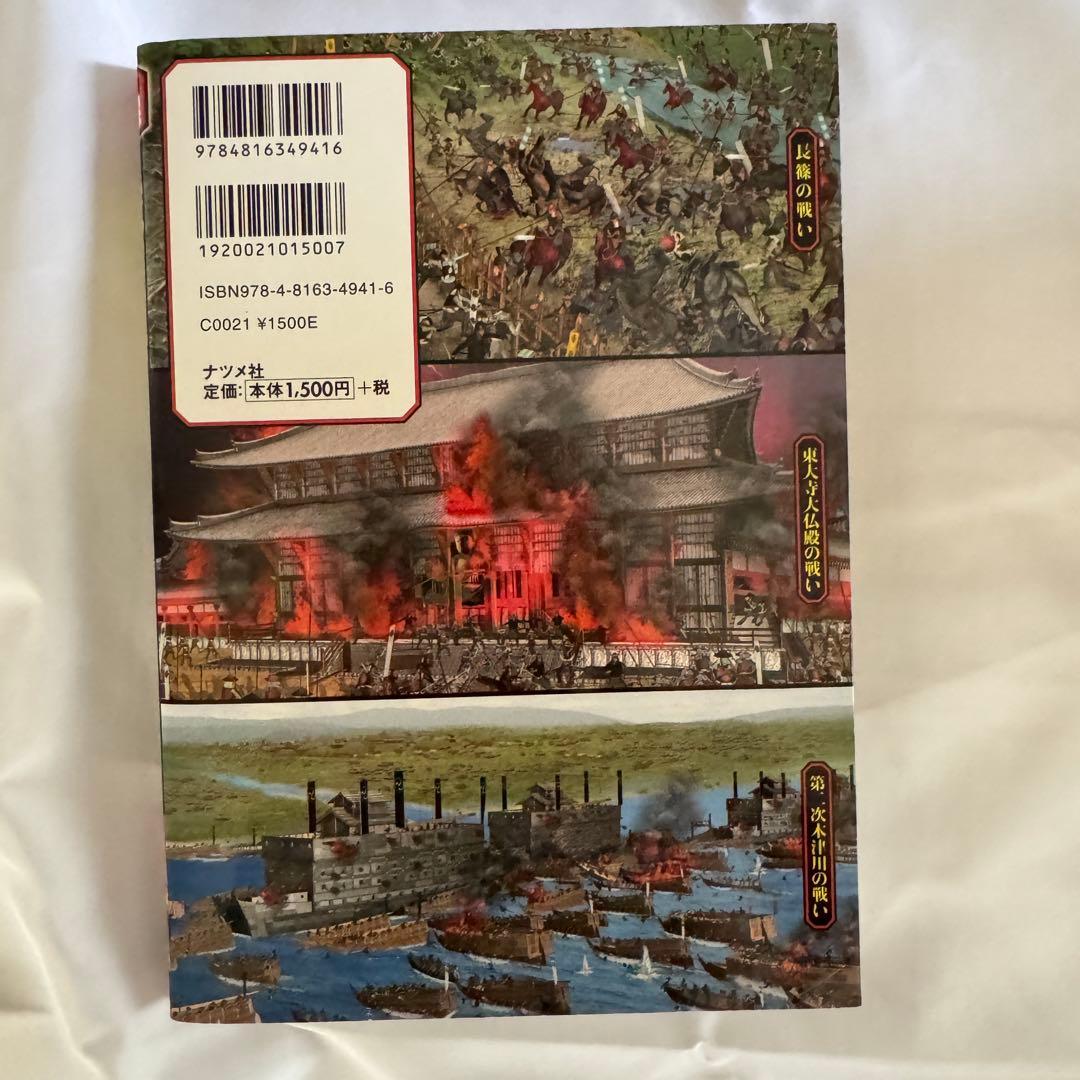 9784816349416
1920021015007
ISBN978-4-8163-4941-6
C0021 ¥1500E
ナツメ社
定価: 本体1,500円 +税
長篠の戦い
東大寺大仏殿の戦い
第二次木津川の戦い